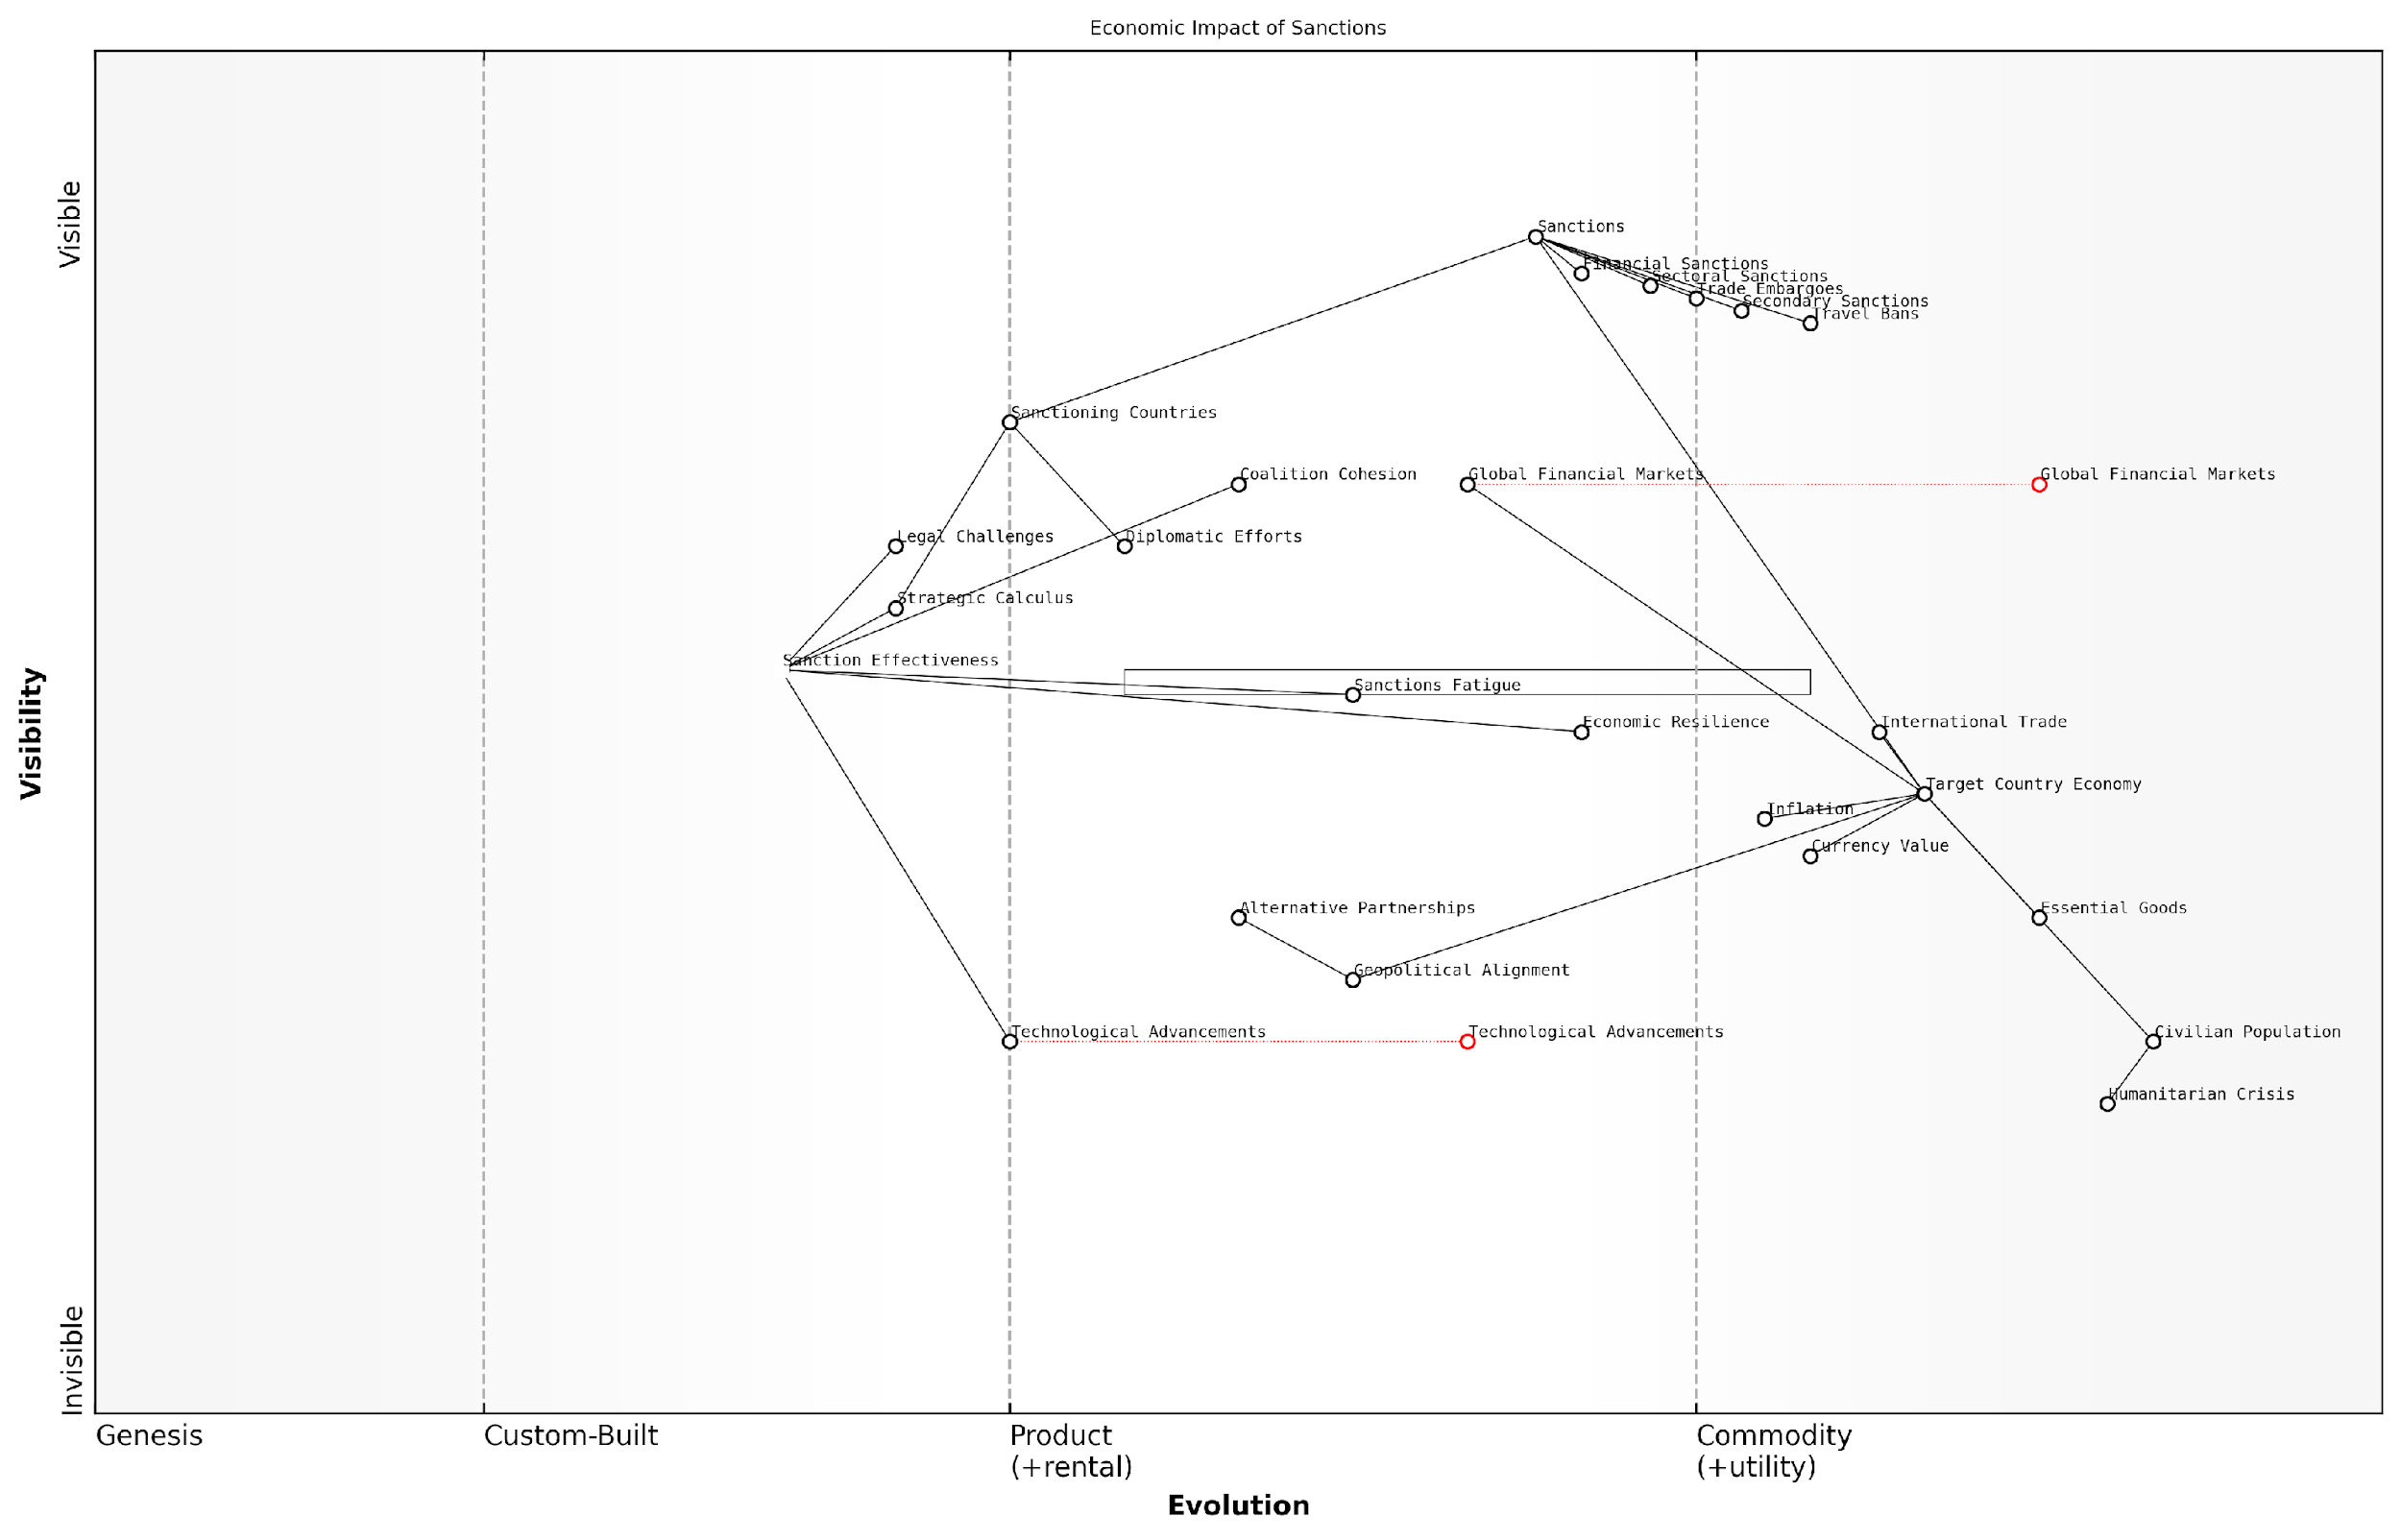 Economic Impact of Sanctions
Visible
Sanctions
Financial Sanctions
Sectoral Sanctions
Trade Embargoes
Secondary Sanctions
Travel Bans
Sanctioning Countries
Coalition Cohesion
Global Financial Markets
Global Financial Markets
Legal Challenges
Diplomatic Efforts
Strategic Calculus
Sanction Effectiveness
Sanctions Fatigue
Economic Resilience
International Trade
Target Country Economy
Inflation
Currency Value
Alternative Partnerships
Essential Goods
Geopolitical Alignment
Technological Advancements
Technological Advancements
Civilian Population
Humanitarian Crisis
Visibility
Invisible
Genesis
Custom-Built
Product
(+rental)
Commodity
(+utility)
Evolution